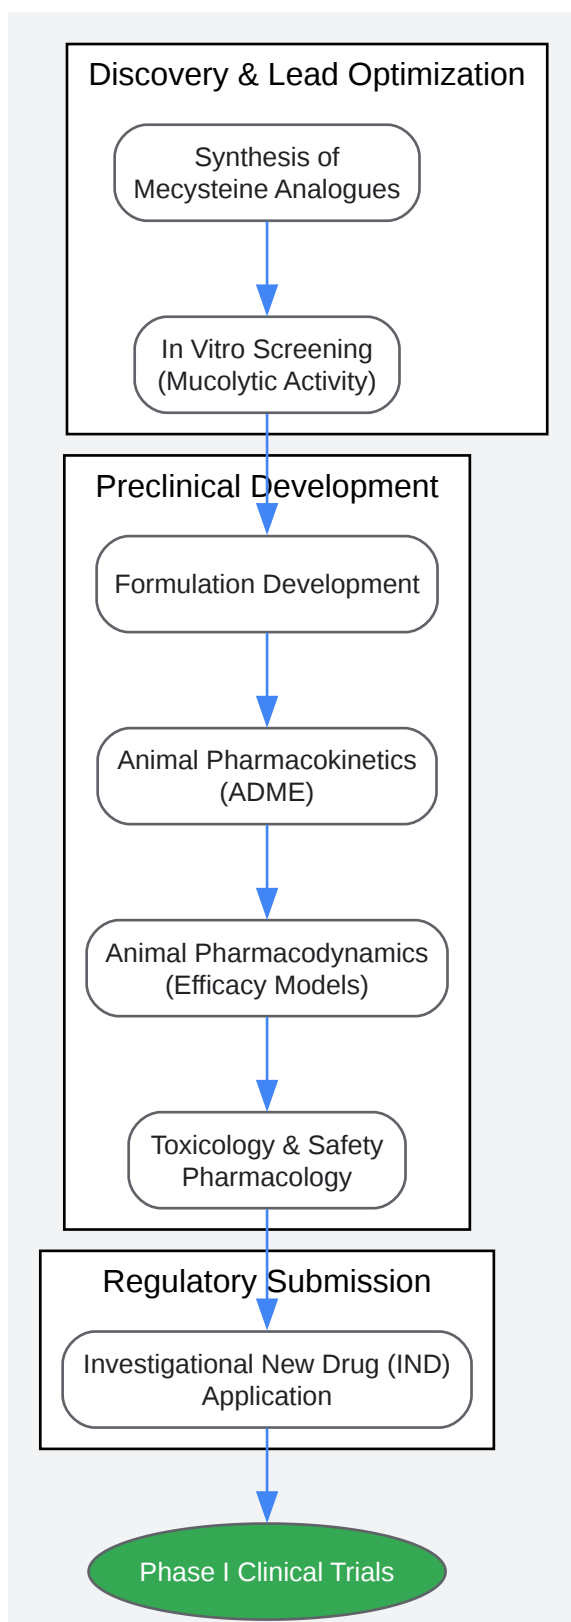 Discovery & Lead Optimization
Synthesis of
Mecysteine Analogues
In Vitro Screening
(Mucolytic Activity)
Preclinical Development
Formulation Development
Animal Pharmacokinetics
(ADME)
Animal Pharmacodynamics
(Efficacy Models)
Toxicology & Safety
Pharmacology
Regulatory Submission
Investigational New Drug (IND)
Application
Phase I Clinical Trials